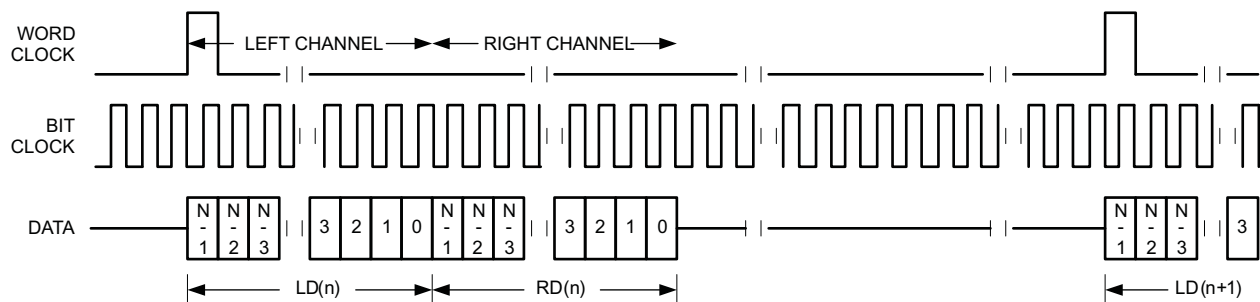 WORD
CLOCK
LEFT CHANNEL
RIGHT CHANNEL
BIT
CLOCK
DATA
N-1 N-2 N-3 3 2 1 0 N-1 N-2 N-3 3 2 1 0 N-1 N-2 N-3 3
LD(n) RD(n) LD(n+1)